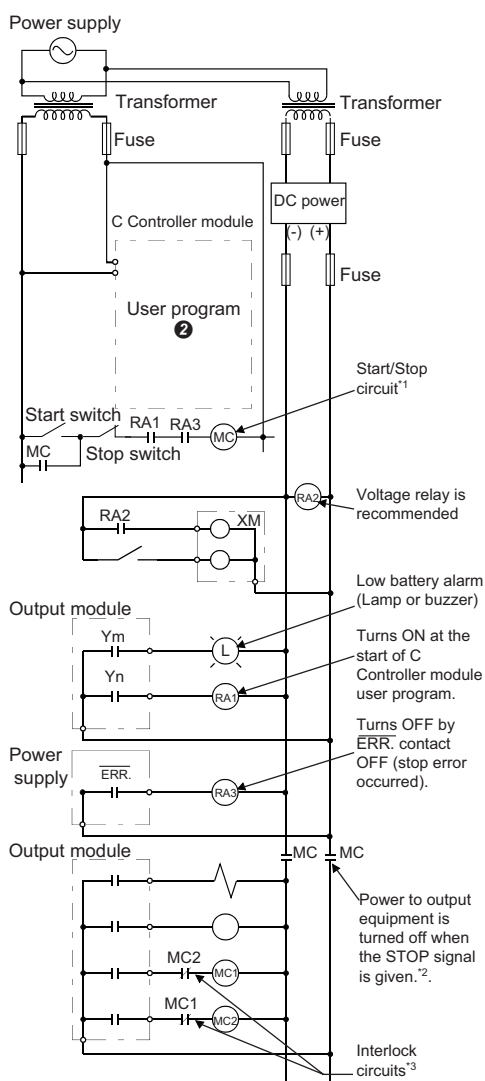 Power supply
Transformer
Transformer
Fuse
Fuse
DC power
(-) (+)
C Controller module
Fuse
User program
❷
Start/Stop
circuit*1
Start switch
RA1
RA3
MC
MC
Stop switch
RA2
Voltage relay is
recommended
RA2
XM
Low battery alarm
(Lamp or buzzer)
Output module
Ym
L
Turns ON at the
start of C
Controller module
user program.
Yn
RA1
Turns OFF by
ERR. contact
OFF (stop error
occurred).
Power
supply
ERR.
RA3
Output module
MC
MC
Power to output
equipment is
turned off when
the STOP signal
is given.*2.
MC2
MC1
MC1
MC2
Interlock
circuits*3